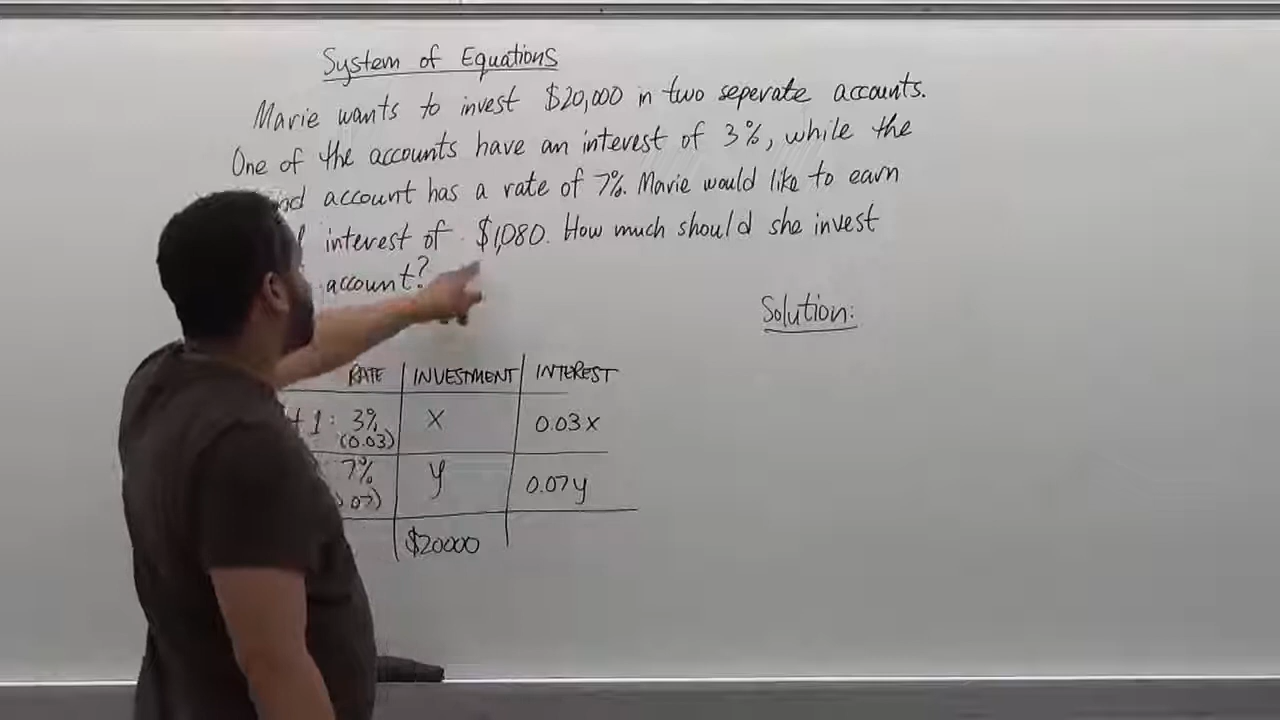 System of Equations
Marie wants to invest $20,000 in two seperate accounts.
One of the accounts have an interest of 3%, while the
account has a rate of 7%. Marie would like to earn
interest of $1,080. How much should she invest
account?
Solution:
RATE INVESTMENT INTEREST
1: 3% x 0.03x
(0.03)
7% y 0.07y
07)
$20000